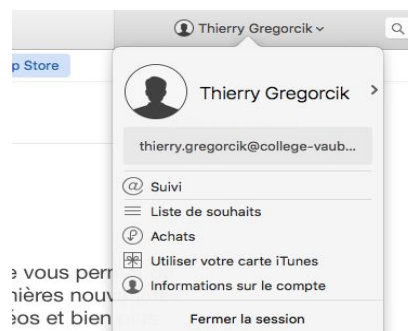 Thierry Gregorcik
p Store
Thierry Gregorcik
thierry.gregorcik@college-vaub...
Suivi
Liste de souhaits
Achats
Utiliser votre carte iTunes
Informations sur le compte
Fermer la session
e vous perm
nières nouv
éos et bien